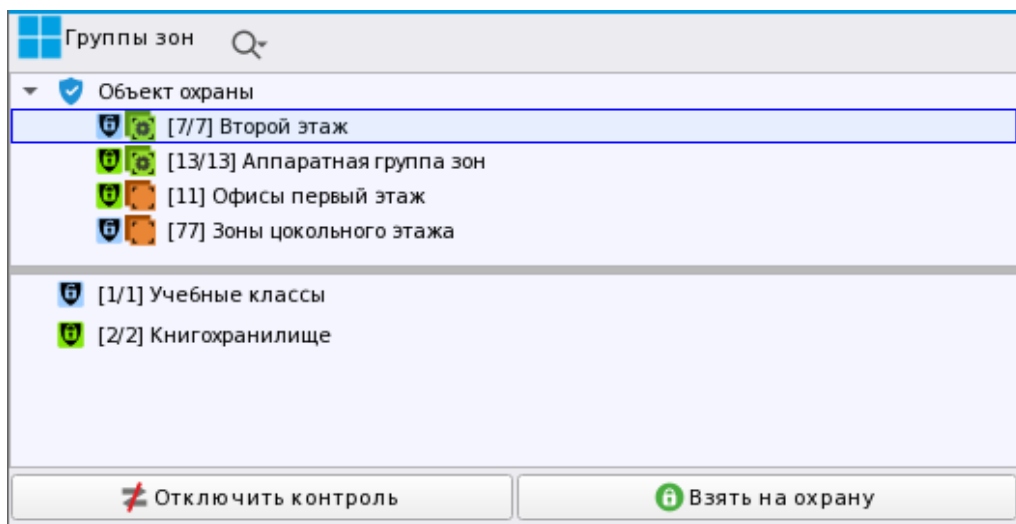 Группы зон
Объект охраны
[7/7] Второй этаж
[13/13] Аппаратная группа зон
[11] Офисы первый этаж
[77] Зоны цокольного этажа
[1/1] Учебные классы
[2/2] Книгохранилище
Отключить контроль
Взять на охрану